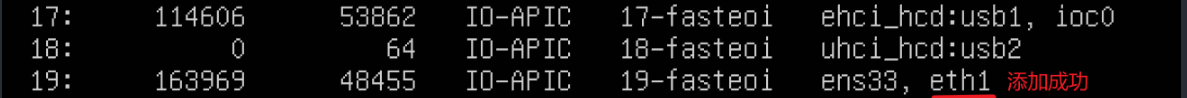 17: 114606 53862 IO-APIC 17-fasteoi ehci_hcd:usb1, ioc0
18: 0 64 IO-APIC 18-fasteoi uhci_hcd:usb2
19: 163969 48455 IO-APIC 19-fasteoi ens33, eth1 添加成功